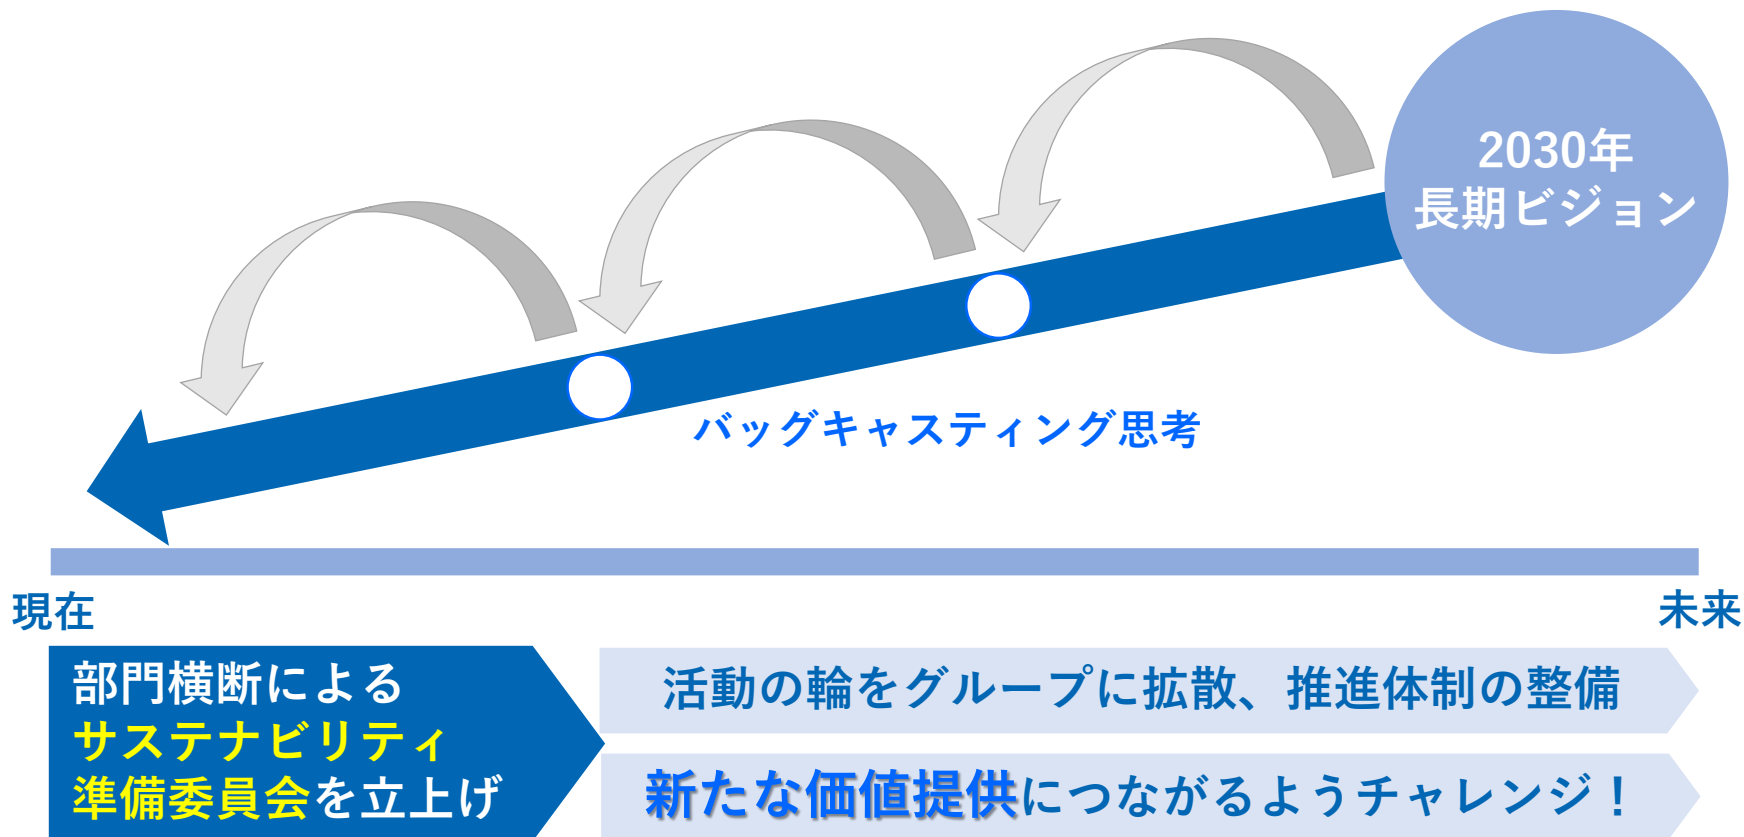 2030年
長期ビジョン
バッグキャスティング思考
現在
未来
部門横断による
サステナビリティ
準備委員会を立上げ
活動の輪をグループに拡散、推進体制の整備
新たな価値提供につながるようチャレンジ！